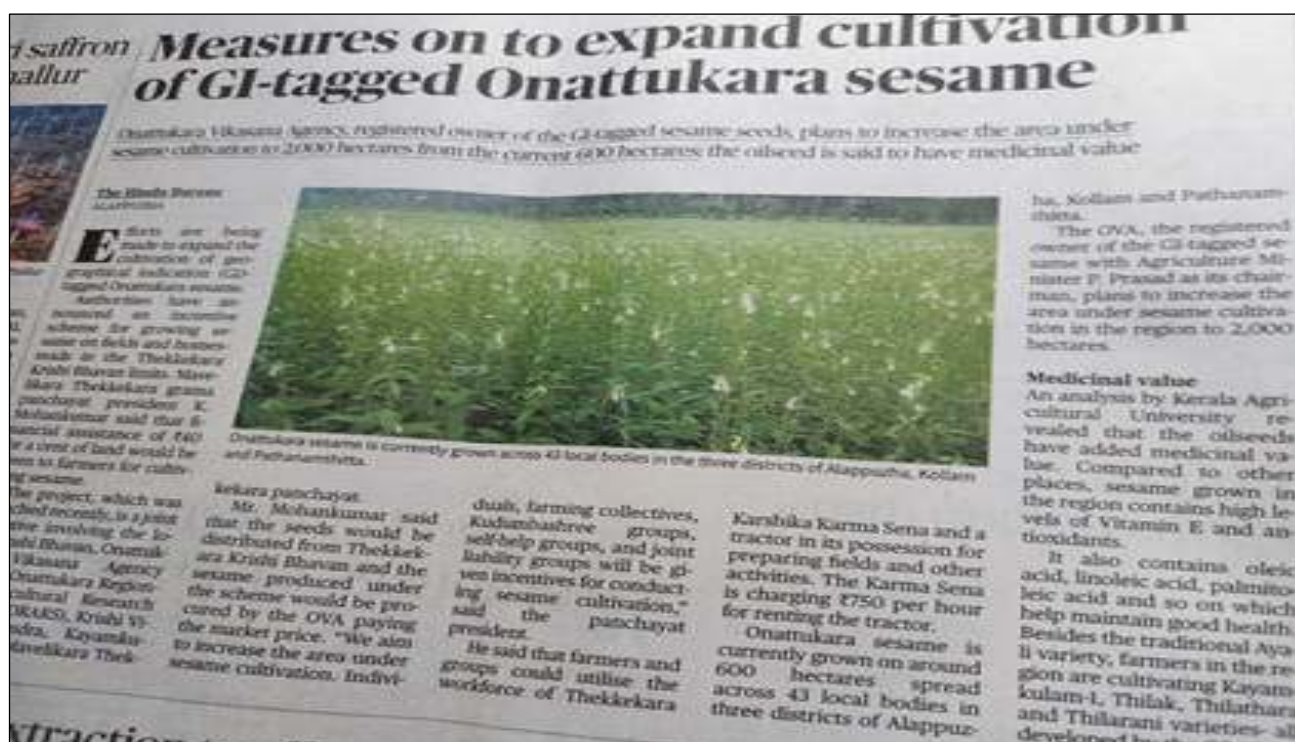 saffron
allur
Measures on to expand cultivation
of GI-tagged Onattukara sesame
Onattukara Vikasana Agency, registered owner of the GI-tagged sesame seeds, plans to increase the area under
sesame cultivation to 2,000 hectares from the current 600 hectares; the oilseed is said to have medicinal value
The Hindu Bureau
ALAPPUZHA
Efforts are being
made to expand the
cultivation of geo-
graphical indication (GI)-
tagged Onattukara sesame.
Authorities have an-
nounced an incentive
scheme for growing se-
same on fields and homes-
teads in the Thekkekara
Krishi Bhavan limits. Mave-
likara Thekkekara grama
panchayat president K.
Mohankumar said that fi-
nancial assistance of ₹40
a cent of land would be
to farmers for cultiv-
sesame.
The project, which was
recently, is a joint
involving the lo-
Bhavan, Onattuk-
Vikasana Agency
Onattukara Region-
cultural Research
Krishi Vi-
Kayamku-
Mavelikara Thek-
Onattukara sesame is currently grown across 43 local bodies in the three districts of Alappuzha, Kollam
and Pathanamthitta.
kekara panchayat.
Mr. Mohankumar said
that the seeds would be
distributed from Thekkek-
ara Krishi Bhavan and the
sesame produced under
the scheme would be pro-
cured by the OVA paying
the market price. "We aim
to increase the area under
sesame cultivation. Indivi-
duals, farming collectives,
Kudumbashree groups,
self-help groups, and joint
liability groups will be gi-
ven incentives for conduct-
ing sesame cultivation,"
said the panchayat
president.
He said that farmers and
groups could utilise the
workforce of Thekkekara
Karshika Karma Sena and a
tractor in its possession for
preparing fields and other
activities. The Karma Sena
is charging ₹750 per hour
for renting the tractor.
Onattukara sesame is
currently grown on around
600 hectares spread
across 43 local bodies in
three districts of Alappuz-
ha, Kollam and Pathanam-
thitta.
The OVA, the registered
owner of the GI-tagged se-
same with Agriculture Mi-
nister P. Prasad as its chair-
man, plans to increase the
area under sesame cultiva-
tion in the region to 2,000
hectares.
Medicinal value
An analysis by Kerala Agri-
cultural University re-
vealed that the oilseeds
have added medicinal va-
lue. Compared to other
places, sesame grown in
the region contains high le-
vels of Vitamin E and an-
tioxidants.
It also contains oleic
acid, linoleic acid, palmito-
leic acid and so on which
help maintain good health.
Besides the traditional Aya-
li variety, farmers in the re-
gion are cultivating Kayam-
kulam-1, Thilak, Thilathara
and Thilarani varieties- all
developed by the